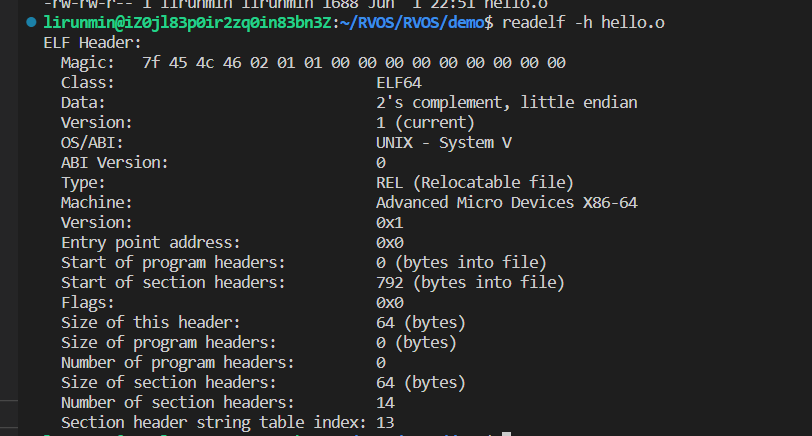 -rw-rw-r-- 1 lirunmin lirunmin 1688 Jun  1 22:51 hello.o
lirunmin@iZ0jl83p0ir2zq0in83bn3Z:~/RVOS/RVOS/demo$ readelf -h hello.o
ELF Header:
  Magic:   7f 45 4c 46 02 01 01 00 00 00 00 00 00 00 00 00
  Class:                             ELF64
  Data:                              2's complement, little endian
  Version:                           1 (current)
  OS/ABI:                            UNIX - System V
  ABI Version:                       0
  Type:                              REL (Relocatable file)
  Machine:                           Advanced Micro Devices X86-64
  Version:                           0x1
  Entry point address:               0x0
  Start of program headers:          0 (bytes into file)
  Start of section headers:          792 (bytes into file)
  Flags:                             0x0
  Size of this header:               64 (bytes)
  Size of program headers:           0 (bytes)
  Number of program headers:         0
  Size of section headers:           64 (bytes)
  Number of section headers:         14
  Section header string table index: 13